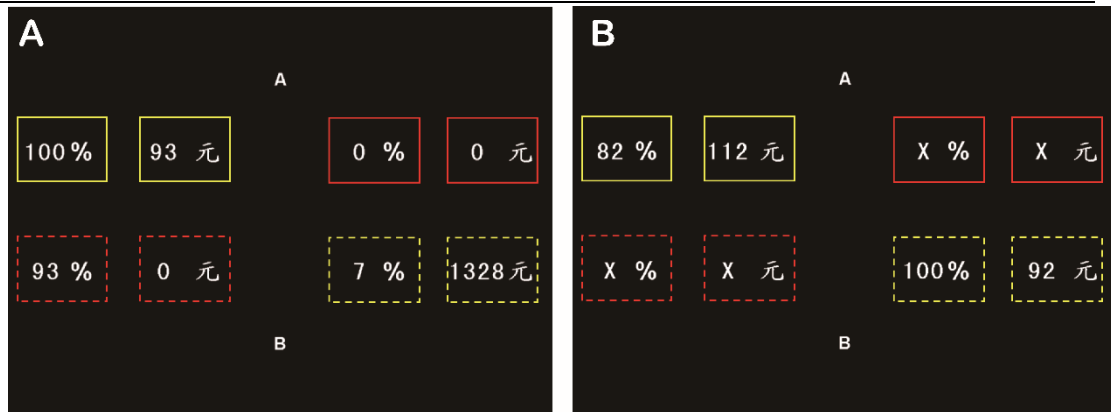 A
A
100% 93 元 0 % 0 元
93 % 0 元 7 % 1328元
B
B
A
82 % 112 元 X % X 元
X % X 元 100% 92 元
B